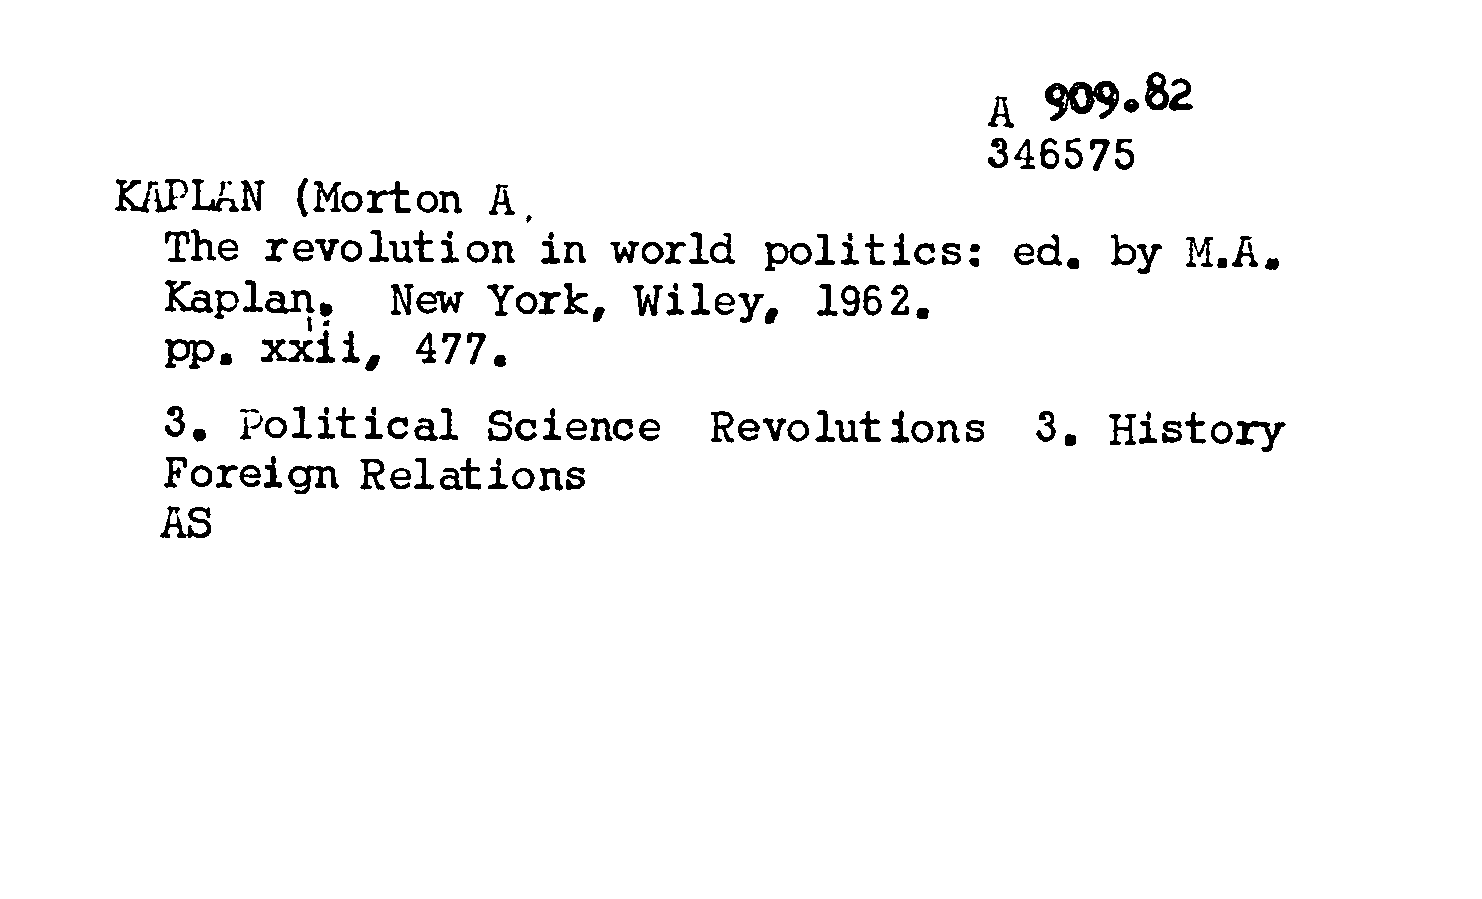 A 909.82
346575
KAPLAN (Morton A.
The revolution in world politics: ed. by M.A.
Kaplan. New York, Wiley, 1962.
pp. xxii, 477.
3. Political Science Revolutions 3. History
Foreign Relations
AS